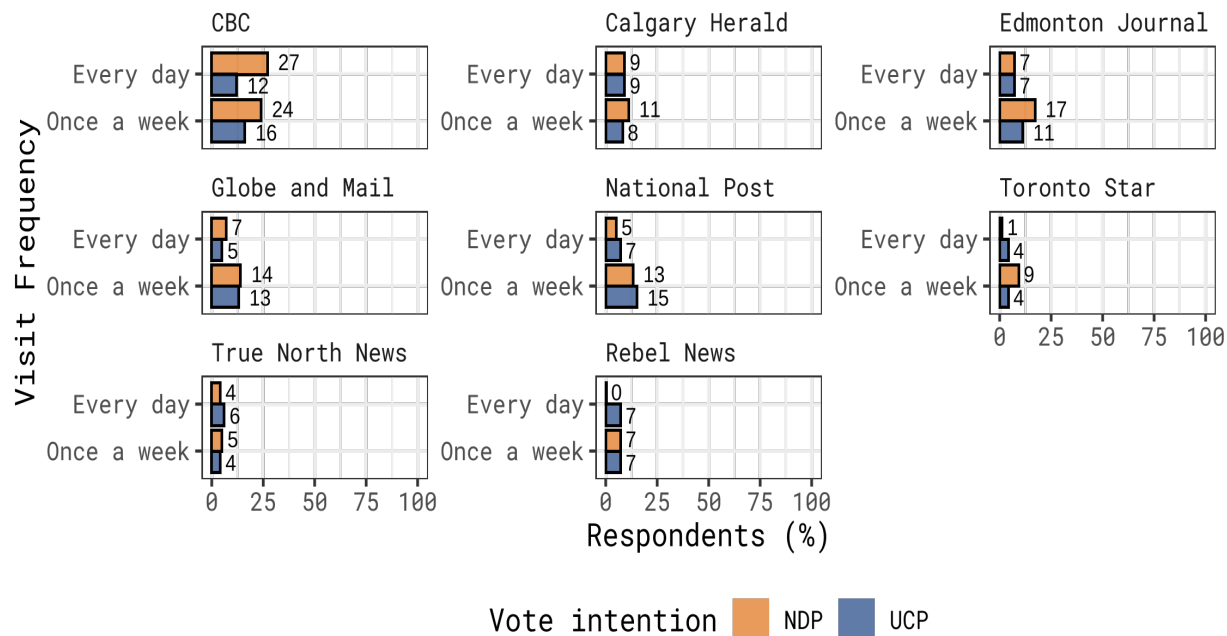 CBC
Every day 27
12
Once a week 24
16
Calgary Herald
Every day 9
9
Once a week 11
8
Edmonton Journal
Every day 7
7
Once a week 17
11
Globe and Mail
Every day 7
5
Once a week 14
13
National Post
Every day 5
7
Once a week 13
15
Toronto Star
Every day 1
4
Once a week 9
4
0 25 50 75 100
True North News
Every day 4
6
Once a week 5
4
0 25 50 75 100
Rebel News
Every day 0
7
Once a week 7
7
0 25 50 75 100
Visit Frequency
Respondents (%)
Vote intention NDP UCP